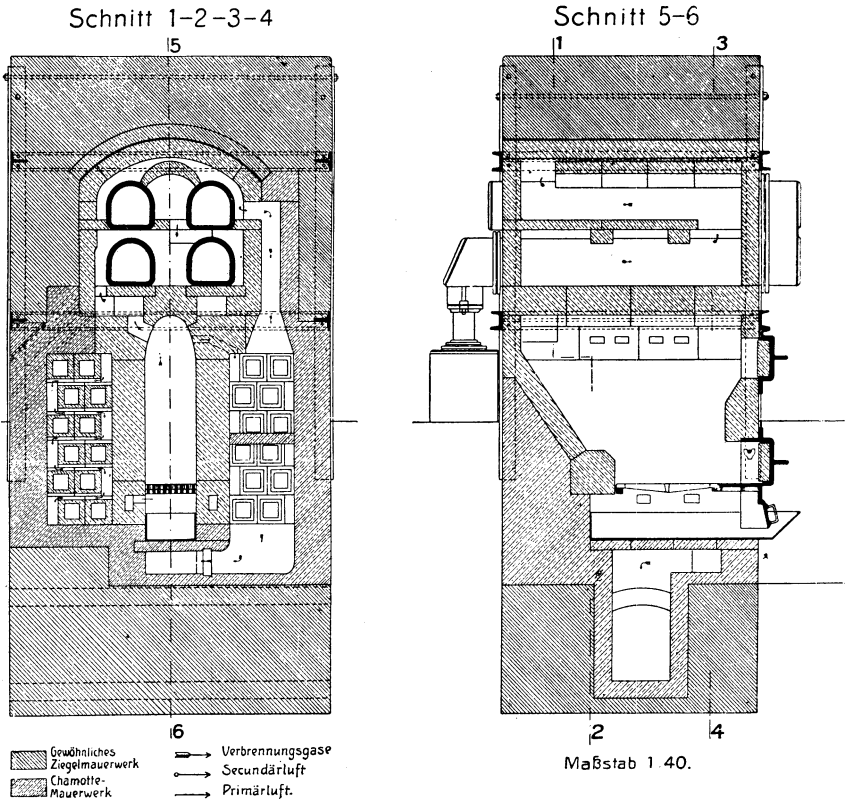 Schnitt 1-2-3-4
Schnitt 5-6
5
1
3
6
2
4
Maßstab 1:40.
Gewöhnliches
Ziegelmauerwerk
Chamotte-
Mauerwerk
Verbrennungsgase
Secundärluft
Primärluft.